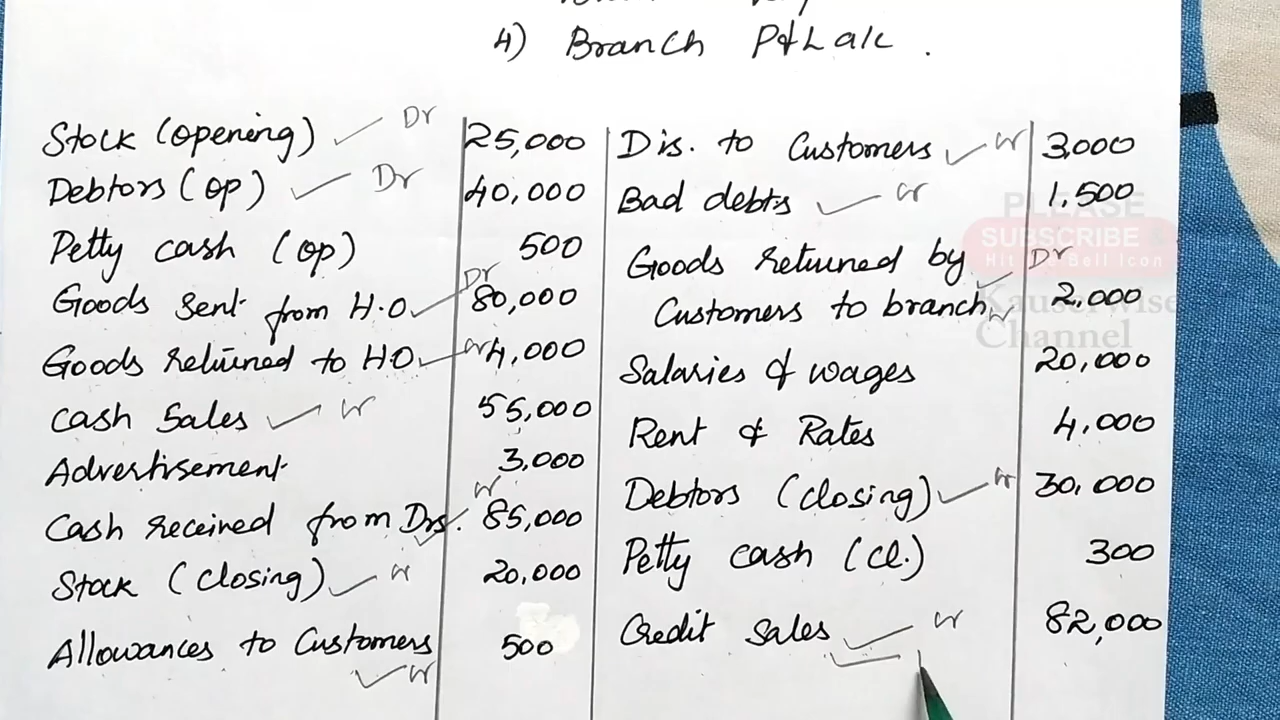 4) Branch P&L a/c .
Stock (opening) Dr 25,000
Debtors (op) Dr 40,000
Petty cash (op) 500
Goods sent from H.O Dr 80,000
Goods returned to HO cr 4,000
Cash Sales cr 55,000
Advertisement 3,000
Cash received from Drs. cr 85,000
Stock (closing) cr 20,000
Allowances to Customers cr 500
Dis. to Customers cr 3,000
Bad debts cr 1,500
Goods returned by Dr
Customers to branch cr 2,000
Salaries & wages 20,000
Rent & Rates 4,000
Debtors (closing) cr 30,000
Petty cash (cl.) 300
Credit Sales cr 82,000
PLEASE
SUBSCRIBE &
Hit the Bell Icon
Kauserwise
Channel